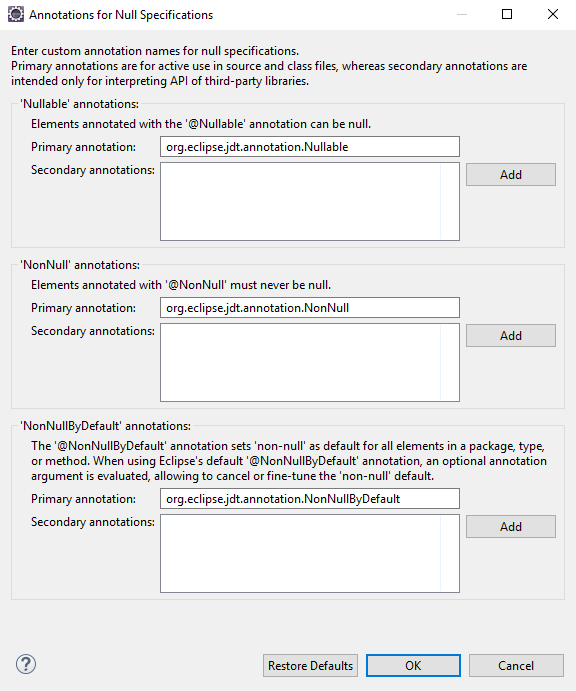 Annotations for Null Specifications
Enter custom annotation names for null specifications.
Primary annotations are for active use in source and class files, whereas secondary annotations are
intended only for interpreting API of third-party libraries.
'Nullable' annotations:
Elements annotated with the '@Nullable' annotation can be null.
Primary annotation: org.eclipse.jdt.annotation.Nullable
Secondary annotations: Add
'NonNull' annotations:
Elements annotated with '@NonNull' must never be null.
Primary annotation: org.eclipse.jdt.annotation.NonNull
Secondary annotations: Add
'NonNullByDefault' annotations:
The '@NonNullByDefault' annotation sets 'non-null' as default for all elements in a package, type,
or method. When using Eclipse's default '@NonNullByDefault' annotation, an optional annotation
argument is evaluated, allowing to cancel or fine-tune the 'non-null' default.
Primary annotation: org.eclipse.jdt.annotation.NonNullByDefault
Secondary annotations: Add
? Restore Defaults OK Cancel